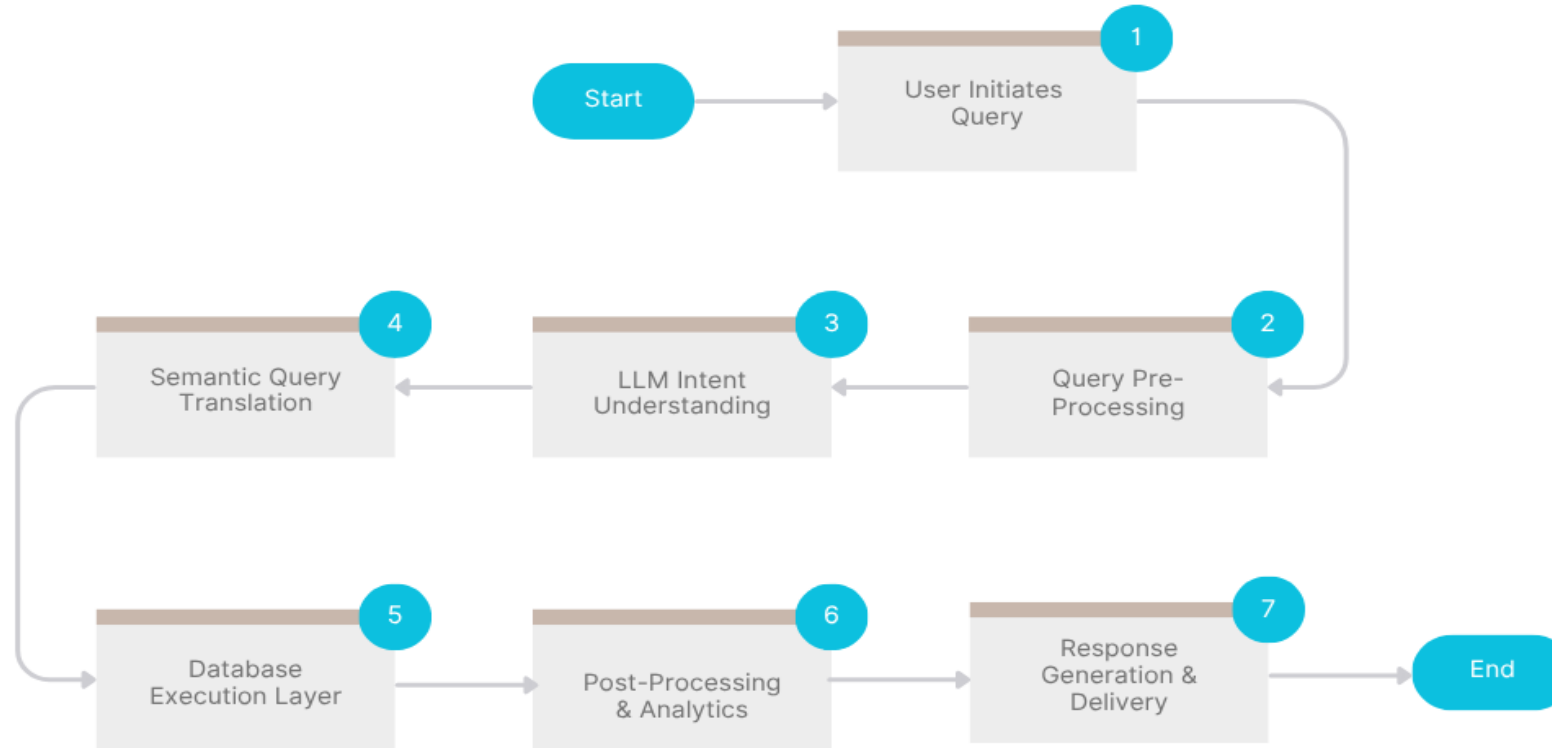 Start
1
User Initiates
Query
2
Query Pre-
Processing
3
LLM Intent
Understanding
4
Semantic Query
Translation
5
Database
Execution Layer
6
Post-Processing
& Analytics
7
Response
Generation &
Delivery
End